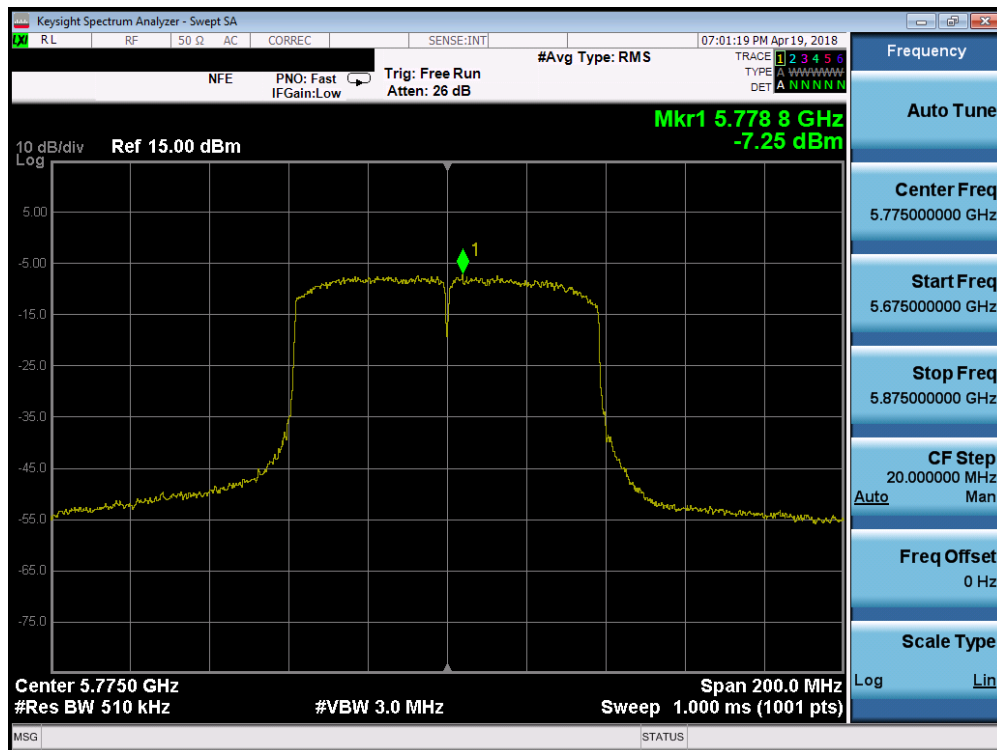 Keysight Spectrum Analyzer - Swept SA
LXI RL RF 50 Ω AC CORREC SENSE:INT 07:01:19 PM Apr 19, 2018
#Avg Type: RMS
TRACE 1 2 3 4 5 6
TYPE A WWWWW
DET A N N N N N
NFE PNO: Fast Trig: Free Run
IFGain:Low Atten: 26 dB
Mkr1 5.778 8 GHz
-7.25 dBm
10 dB/div Ref 15.00 dBm
Log
1
5.00
-5.00
-15.0
-25.0
-35.0
-45.0
-55.0
-65.0
-75.0
Center 5.7750 GHz Span 200.0 MHz
#Res BW 510 kHz #VBW 3.0 MHz Sweep 1.000 ms (1001 pts)
MSG STATUS
Frequency
Auto Tune
Center Freq
5.775000000 GHz
Start Freq
5.675000000 GHz
Stop Freq
5.875000000 GHz
CF Step
20.000000 MHz
Auto Man
Freq Offset
0 Hz
Scale Type
Log Lin